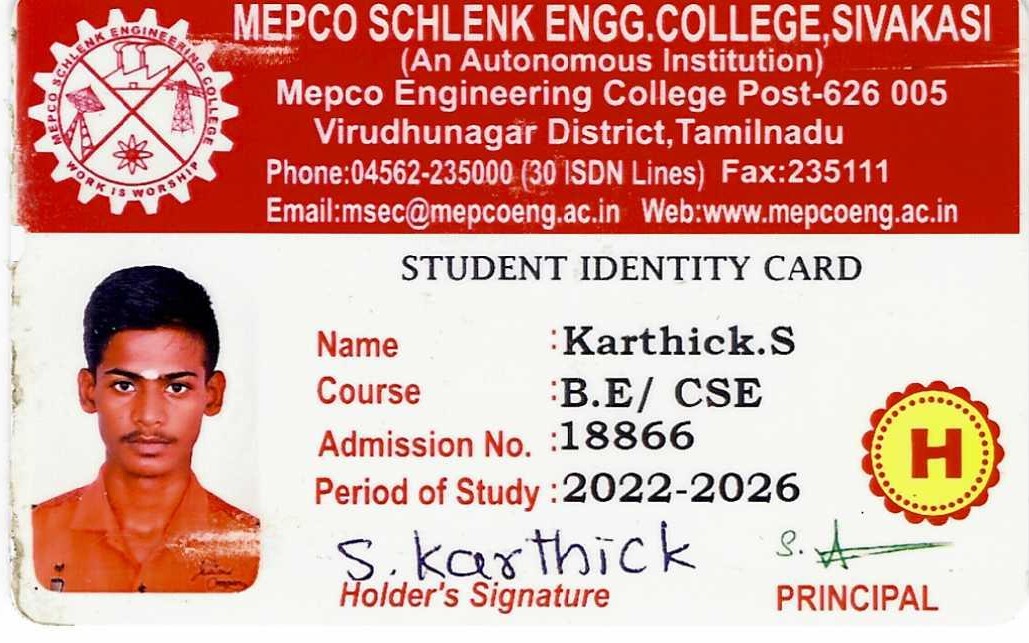 MEPCO SCHLENK ENGG.COLLEGE,SIVAKASI
(An Autonomous Institution)
Mepco Engineering College Post-626 005
Virudhunagar District,Tamilnadu
Phone:04562-235000 (30 ISDN Lines) Fax:235111
Email:msec@mepcoeng.ac.in Web:www.mepcoeng.ac.in
MEPCO SCHLENK ENGINEERING COLLEGE
WORK IS WORSHIP
STUDENT IDENTITY CARD
Name :Karthick.S
Course :B.E/ CSE
Admission No. :18866
Period of Study :2022-2026
H
S. Karthick
Holder's Signature
PRINCIPAL